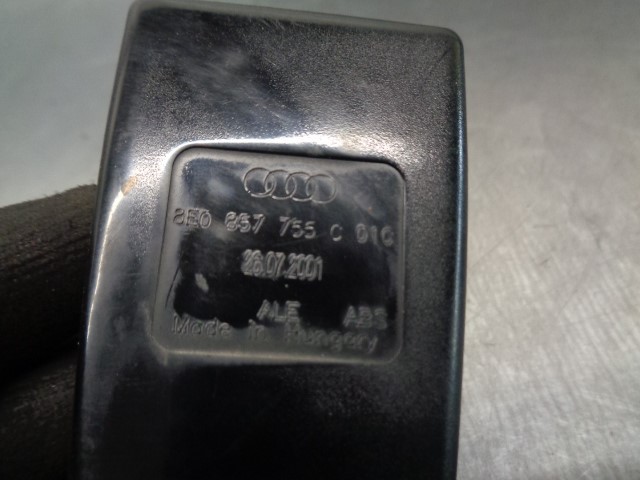 8E0 857 755 C 01C
26.07.2001
ALE ABS
Made in Hungary